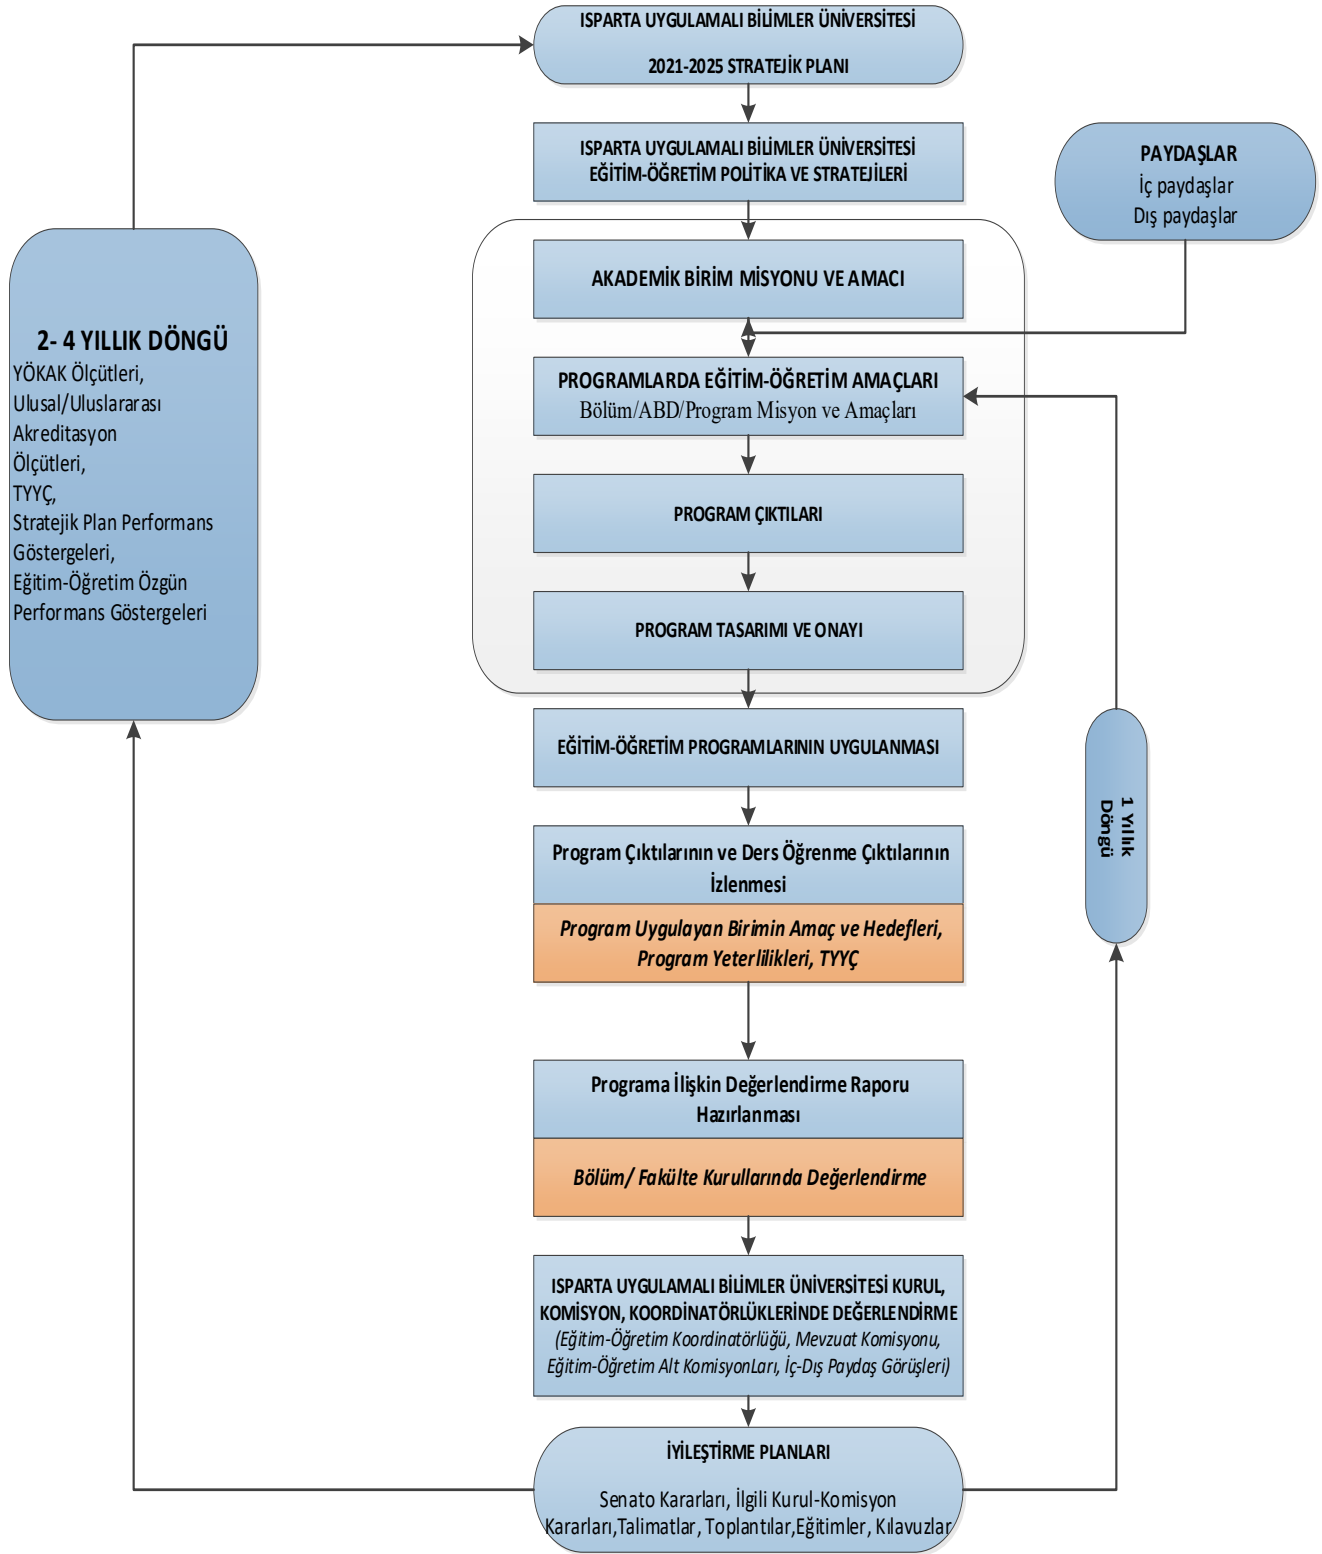 ISPARTA UYGULAMALI BİLİMLER ÜNİVERSİTESİ
2021-2025 STRATEJİK PLANI
ISPARTA UYGULAMALI BİLİMLER ÜNİVERSİTESİ
EĞİTİM-ÖĞRETİM POLİTİKA VE STRATEJİLERİ
PAYDAŞLAR
İç paydaşlar
Dış paydaşlar
AKADEMİK BİRİM MİSYONU VE AMACI
2- 4 YILLIK DÖNGÜ
YÖKAK Ölçütleri,
Ulusal/Uluslararası
Akreditasyon
Ölçütleri,
TYYÇ,
Stratejik Plan Performans
Göstergeleri,
Eğitim-Öğretim Özgün
Performans Göstergeleri
PROGRAMLARDA EĞİTİM-ÖĞRETİM AMAÇLARI
Bölüm/ABD/Program Misyon ve Amaçları
PROGRAM ÇIKTILARI
PROGRAM TASARIMI VE ONAYI
EĞİTİM-ÖĞRETİM PROGRAMLARININ UYGULANMASI
1 Yıllık
Döngü
Program Çıktılarının ve Ders Öğrenme Çıktılarının
İzlenmesi
Program Uygulayan Birimin Amaç ve Hedefleri,
Program Yeterlilikleri, TYYÇ
Programa İlişkin Değerlendirme Raporu
Hazırlanması
Bölüm/ Fakülte Kurullarında Değerlendirme
ISPARTA UYGULAMALI BİLİMLER ÜNİVERSİTESİ KURUL,
KOMİSYON, KOORDİNATÖRLÜKLERİNDE DEĞERLENDİRME
(Eğitim-Öğretim Koordinatörlüğü, Mevzuat Komisyonu,
Eğitim-Öğretim Alt KomisyonLarı, İç-Dış Paydaş Görüşleri)
İYİLEŞTİRME PLANLARI
Senato Kararları, İlgili Kurul-Komisyon
Kararları,Talimatlar, Toplantılar,Eğitimler, Kılavuzlar